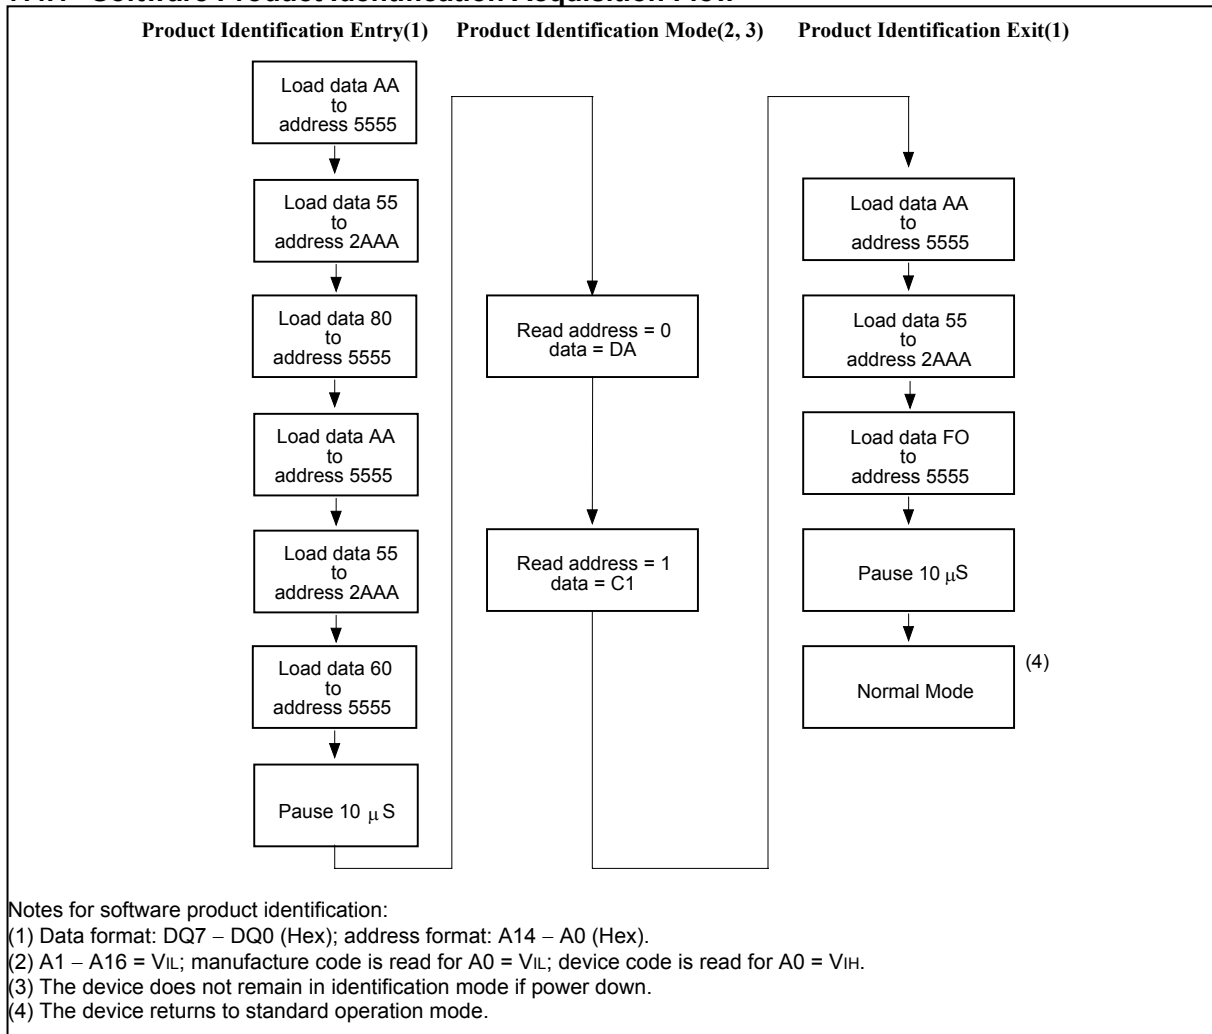 Product Identification Entry(1) Product Identification Mode(2, 3) Product Identification Exit(1)
Load data AA
to
address 5555
Load data 55
to
address 2AAA
Load data 80
to
address 5555
Load data AA
to
address 5555
Load data 55
to
address 2AAA
Load data 60
to
address 5555
Pause 10 μ S
Read address = 0
data = DA
Read address = 1
data = C1
Load data AA
to
address 5555
Load data 55
to
address 2AAA
Load data FO
to
address 5555
Pause 10 μS
Normal Mode
(4)
Notes for software product identification:
(1) Data format: DQ7 – DQ0 (Hex); address format: A14 – A0 (Hex).
(2) A1 – A16 = VIL; manufacture code is read for A0 = VIL; device code is read for A0 = VIH.
(3) The device does not remain in identification mode if power down.
(4) The device returns to standard operation mode.